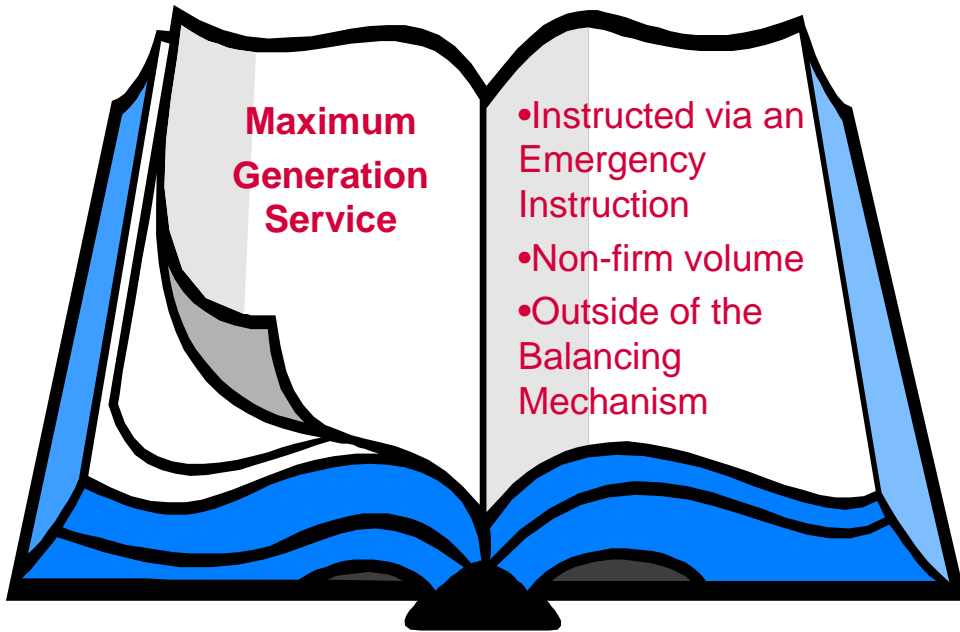 Maximum
Generation
Service
•Instructed via an
Emergency
Instruction
•Non-firm volume
•Outside of the
Balancing
Mechanism